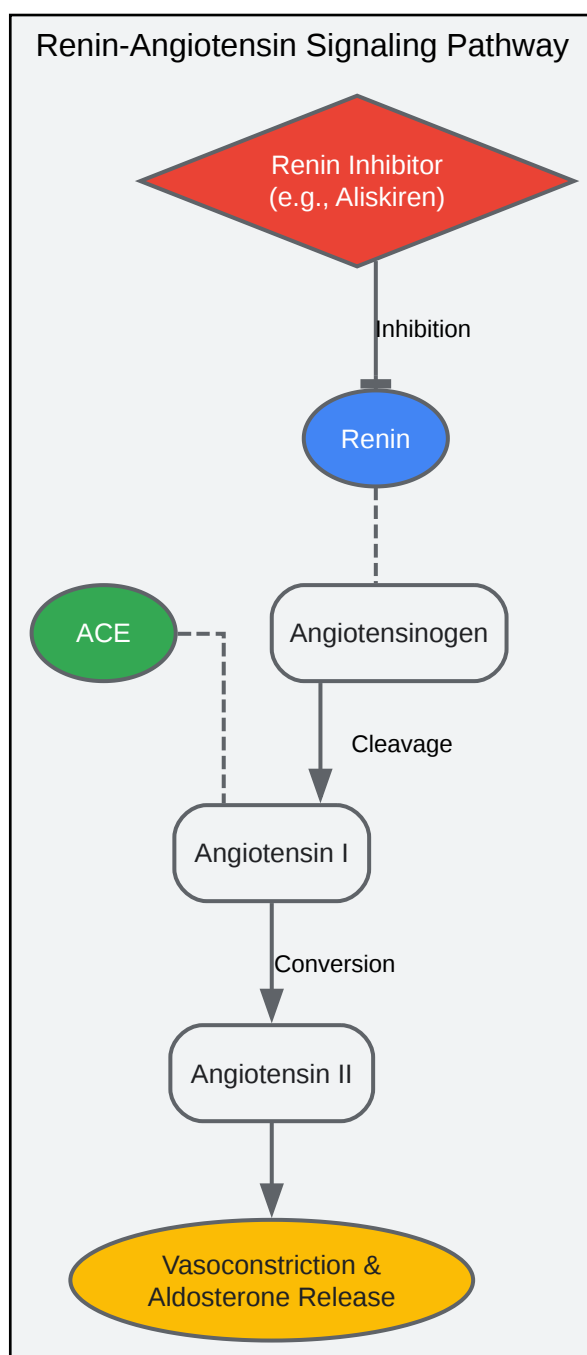 Renin-Angiotensin Signaling Pathway
Renin Inhibitor
(e.g., Aliskiren)
Inhibition
Renin
ACE
Angiotensinogen
Cleavage
Angiotensin I
Conversion
Angiotensin II
Vasoconstriction &
Aldosterone Release